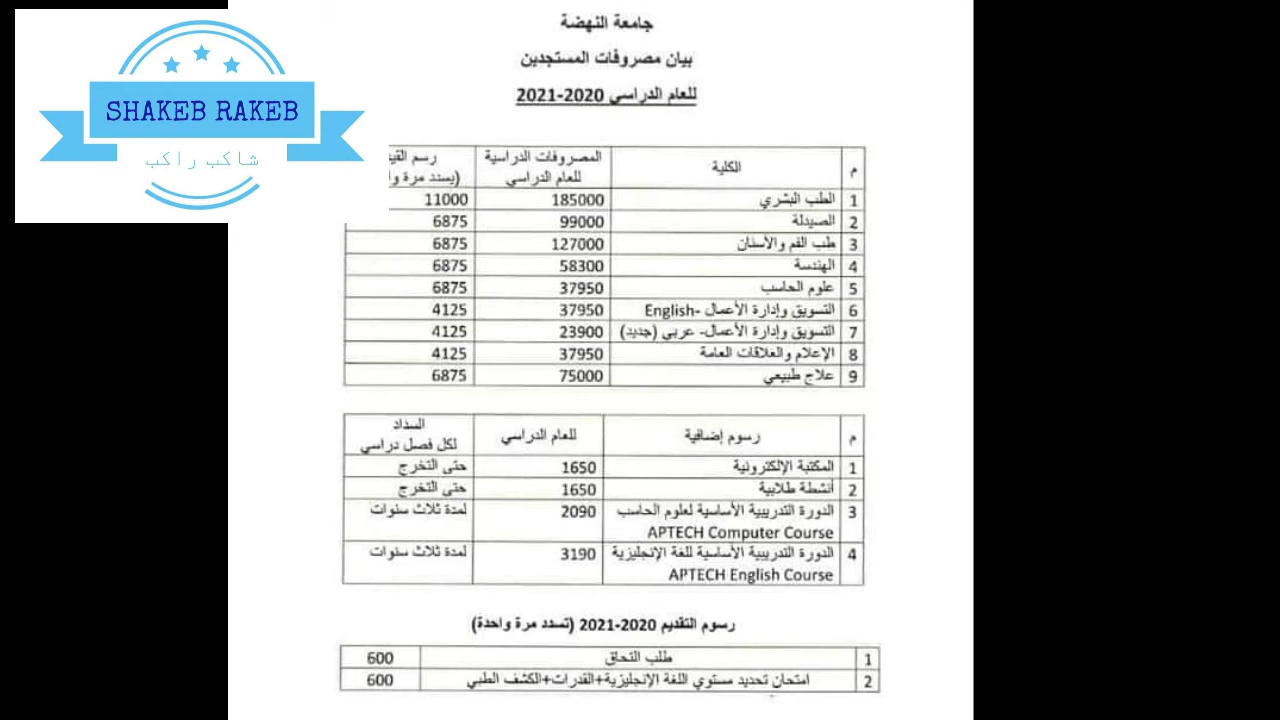 SHAKEB RAKEB
شاكب راكب
جامعة النهضة
بيان مصروفات المستجدين
للعام الدراسي 2020-2021
م الكلية المصروفات الدراسية للعام الدراسي رسم (يسدد مرة
1 الطب البشري 185000 11000
2 الصيدلة 99000 6875
3 طب الفم والأسنان 127000 6875
4 الهندسة 58300 6875
5 علوم الحاسب 37950 6875
6 التسويق وإدارة الأعمال -English 37950 4125
7 التسويق وإدارة الأعمال- عربي (جديد) 23900 4125
8 الإعلام والعلاقات العامة 37950 4125
9 علاج طبيعي 75000 6875
م رسوم إضافية للعام الدراسي السداد لكل فصل دراسي
1 المكتبة الإلكترونية 1650 حتى التخرج
2 أنشطة طلابية 1650 حتى التخرج
3 الدورة التدريبية الأساسية لعلوم الحاسب 2090 لمدة ثلاث سنوات
APTECH Computer Course
4 الدورة التدريبية الأساسية للغة الإنجليزية 3190 لمدة ثلاث سنوات
APTECH English Course
رسوم التقديم 2020-2021 (تسدد مرة واحدة)
1 طلب التحاق 600
2 امتحان تحديد مستوي اللغة الإنجليزية+القدرات+الكشف الطبي 600